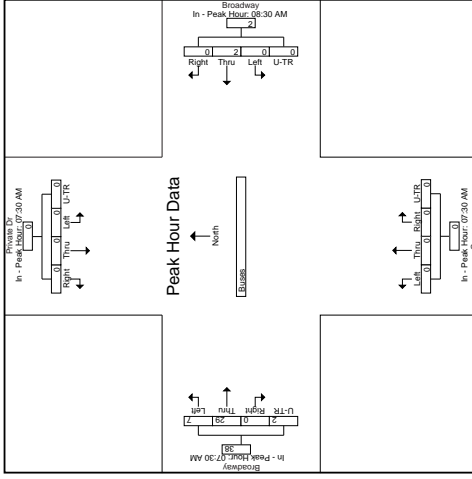 Broadway
In - Peak Hour: 08:30 AM
2
0 2 0 0
Right Thru Left U-TR
Private Dr
In - Peak Hour: 07:30 AM
0
0 0 0 0
Right Thru Left U-TR
Peak Hour Data
North
Buses
In - Peak Hour: 07:30 AM
0
0 0 0 0
Left Thru Right U-TR
Left Thru Right U-TR
7 29 0 2
38
In - Peak Hour: 07:30 AM
Broadway